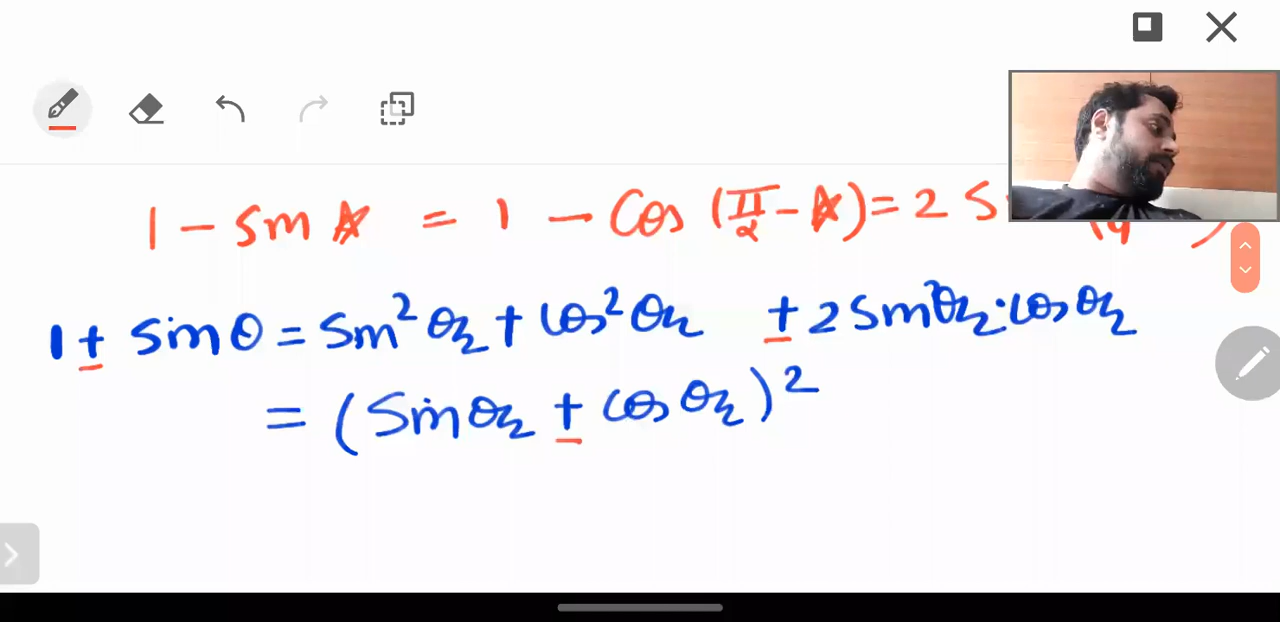 1 - sin A = 1 - Cos (π/2 - A) = 2 S
1 ± sin θ = sin² θ/2 + cos² θ/2 ± 2 sin θ/2 · cos θ/2
= (sin θ/2 ± cos θ/2)²